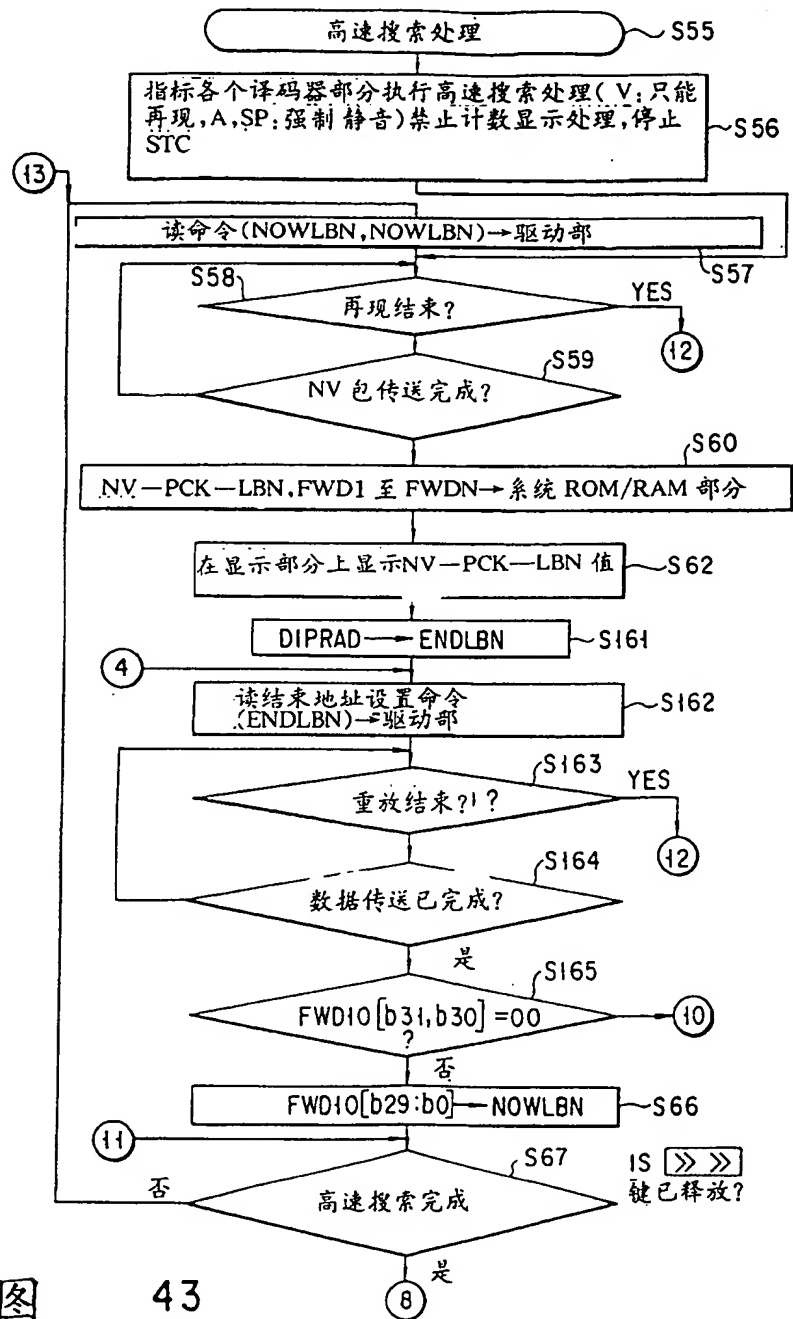 高速搜索处理
S55
指标各个译码器部分执行高速搜索处理(V:只能
再现,A,SP:强制静音)禁止计数显示处理,停止
STC
S56
13
读命令(NOWLBN,NOWLBN)→驱动部
S57
S58
再现结束?
YES
12
S59
NV包传送完成?
S60
NV—PCK—LBN,FWD1至FWDN→系统ROM/RAM部分
在显示部分上显示NV—PCK—LBN值
S62
DIPRAD→ENDLBN
S161
4
读结束地址设置命令
(ENDLBN)→驱动部
S162
S163
重放结束?1?
YES
12
S164
数据传送已完成?
是
S165
FWD10[b31,b30]=00
?
10
否
FWD10[b29:b0]→NOWLBN
S66
11
S67
否
高速搜索完成
IS ≫ ≫
键已释放?
是
8
图 43